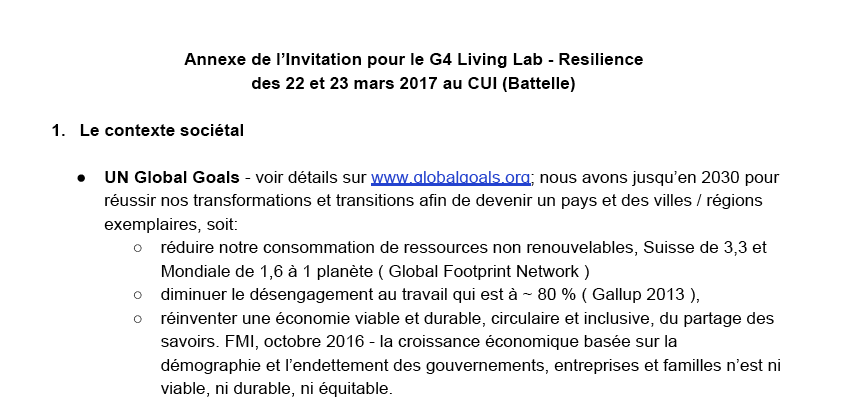 Annexe de l’Invitation pour le G4 Living Lab - Resilience
des 22 et 23 mars 2017 au CUI (Battelle)
1. Le contexte sociétal
● UN Global Goals - voir détails sur www.globalgoals.org; nous avons jusqu’en 2030 pour
réussir nos transformations et transitions afin de devenir un pays et des villes / régions
exemplaires, soit:
○ réduire notre consommation de ressources non renouvelables, Suisse de 3,3 et
Mondiale de 1,6 à 1 planète ( Global Footprint Network )
○ diminuer le désengagement au travail qui est à ~ 80 % ( Gallup 2013 ),
○ réinventer une économie viable et durable, circulaire et inclusive, du partage des
savoirs. FMI, octobre 2016 - la croissance économique basée sur la
démographie et l’endettement des gouvernements, entreprises et familles n’est ni
viable, ni durable, ni équitable.